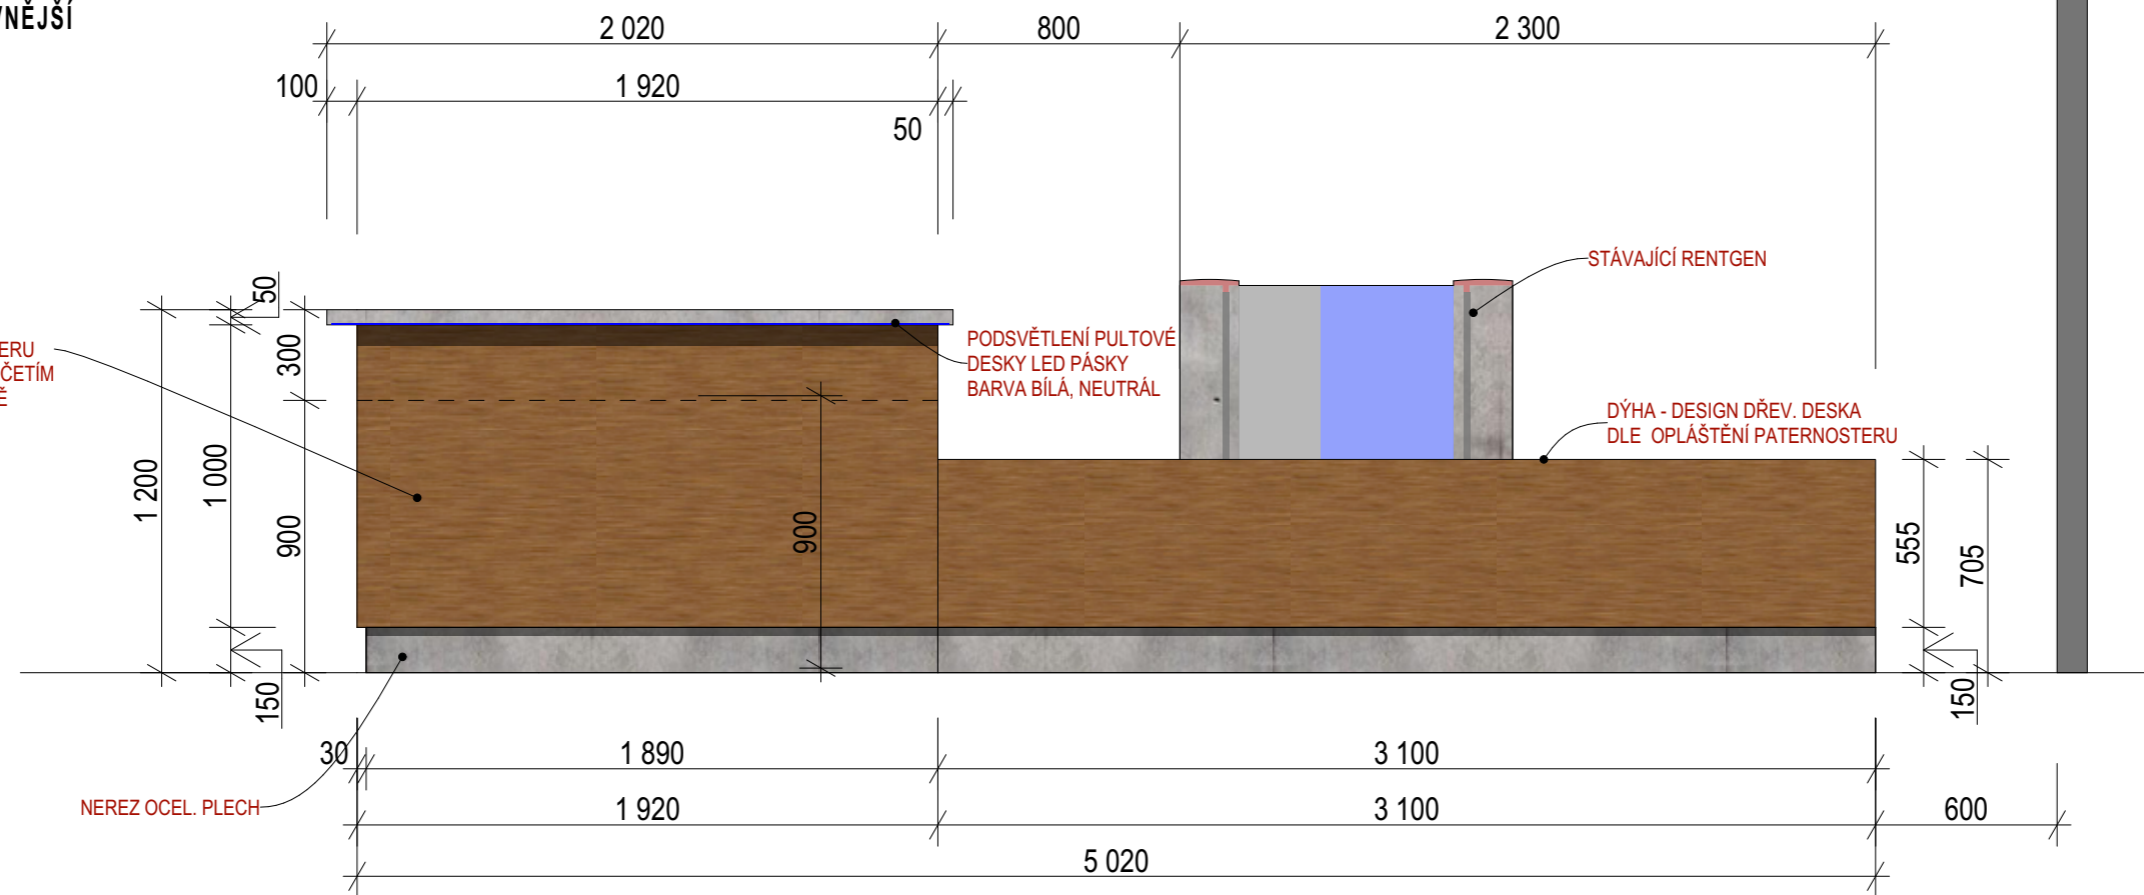 VNĚJŠÍ
2 020
800
2 300
100
1 920
50
STÁVAJÍCÍ RENTGEN
50
300
ERU
ČETÍM
Ě
PODSVĚTLENÍ PULTOVÉ
DESKY LED PÁSKY
BARVA BÍLÁ, NEUTRÁL
DÝHA - DESIGN DŘEV. DESKA
DLE OPLÁŠTĚNÍ PATERNOSTERU
1 200
1 000
900
900
555
705
150
150
30
1 890
3 100
NEREZ OCEL. PLECH
1 920
3 100
600
5 020